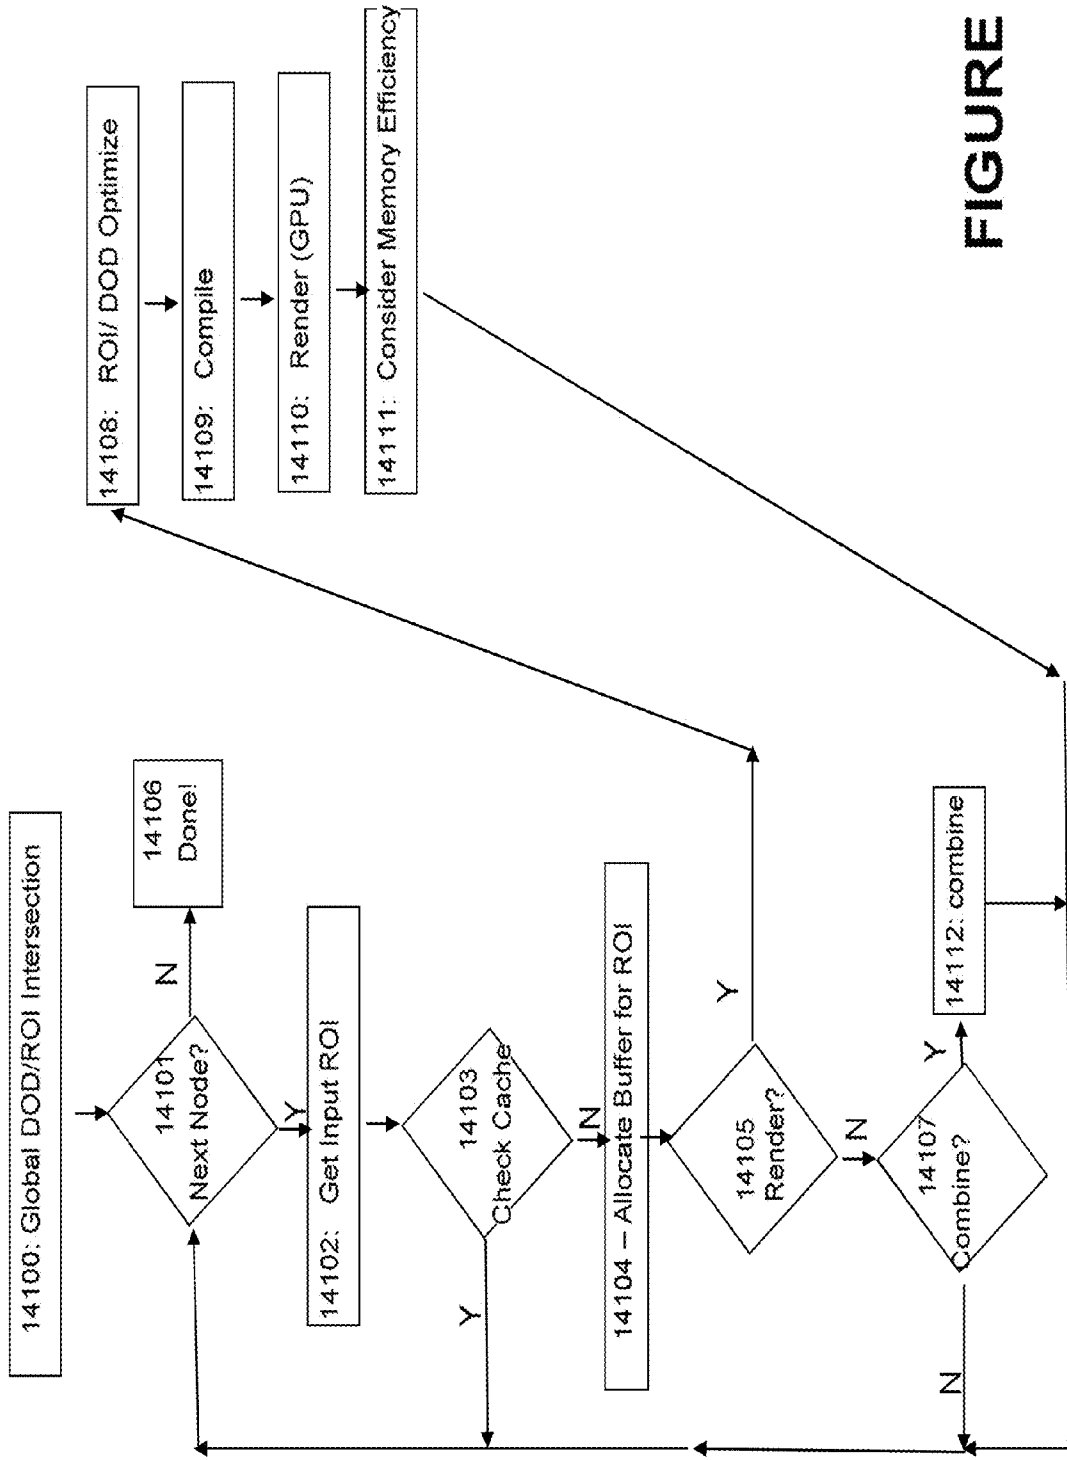 14100: Global DOD/ROI Intersection
14101
Next Node?
N
14106
Done!
Y
14102: Get Input ROI
14103
Check Cache
Y
N
14104 – Allocate Buffer for ROI
14105
Render?
Y
N
14107
Combine?
Y
N
14112: combine
14108: ROI/ DOD Optimize
14109: Compile
14110: Render (GPU)
14111: Consider Memory Efficiency
FIGURE